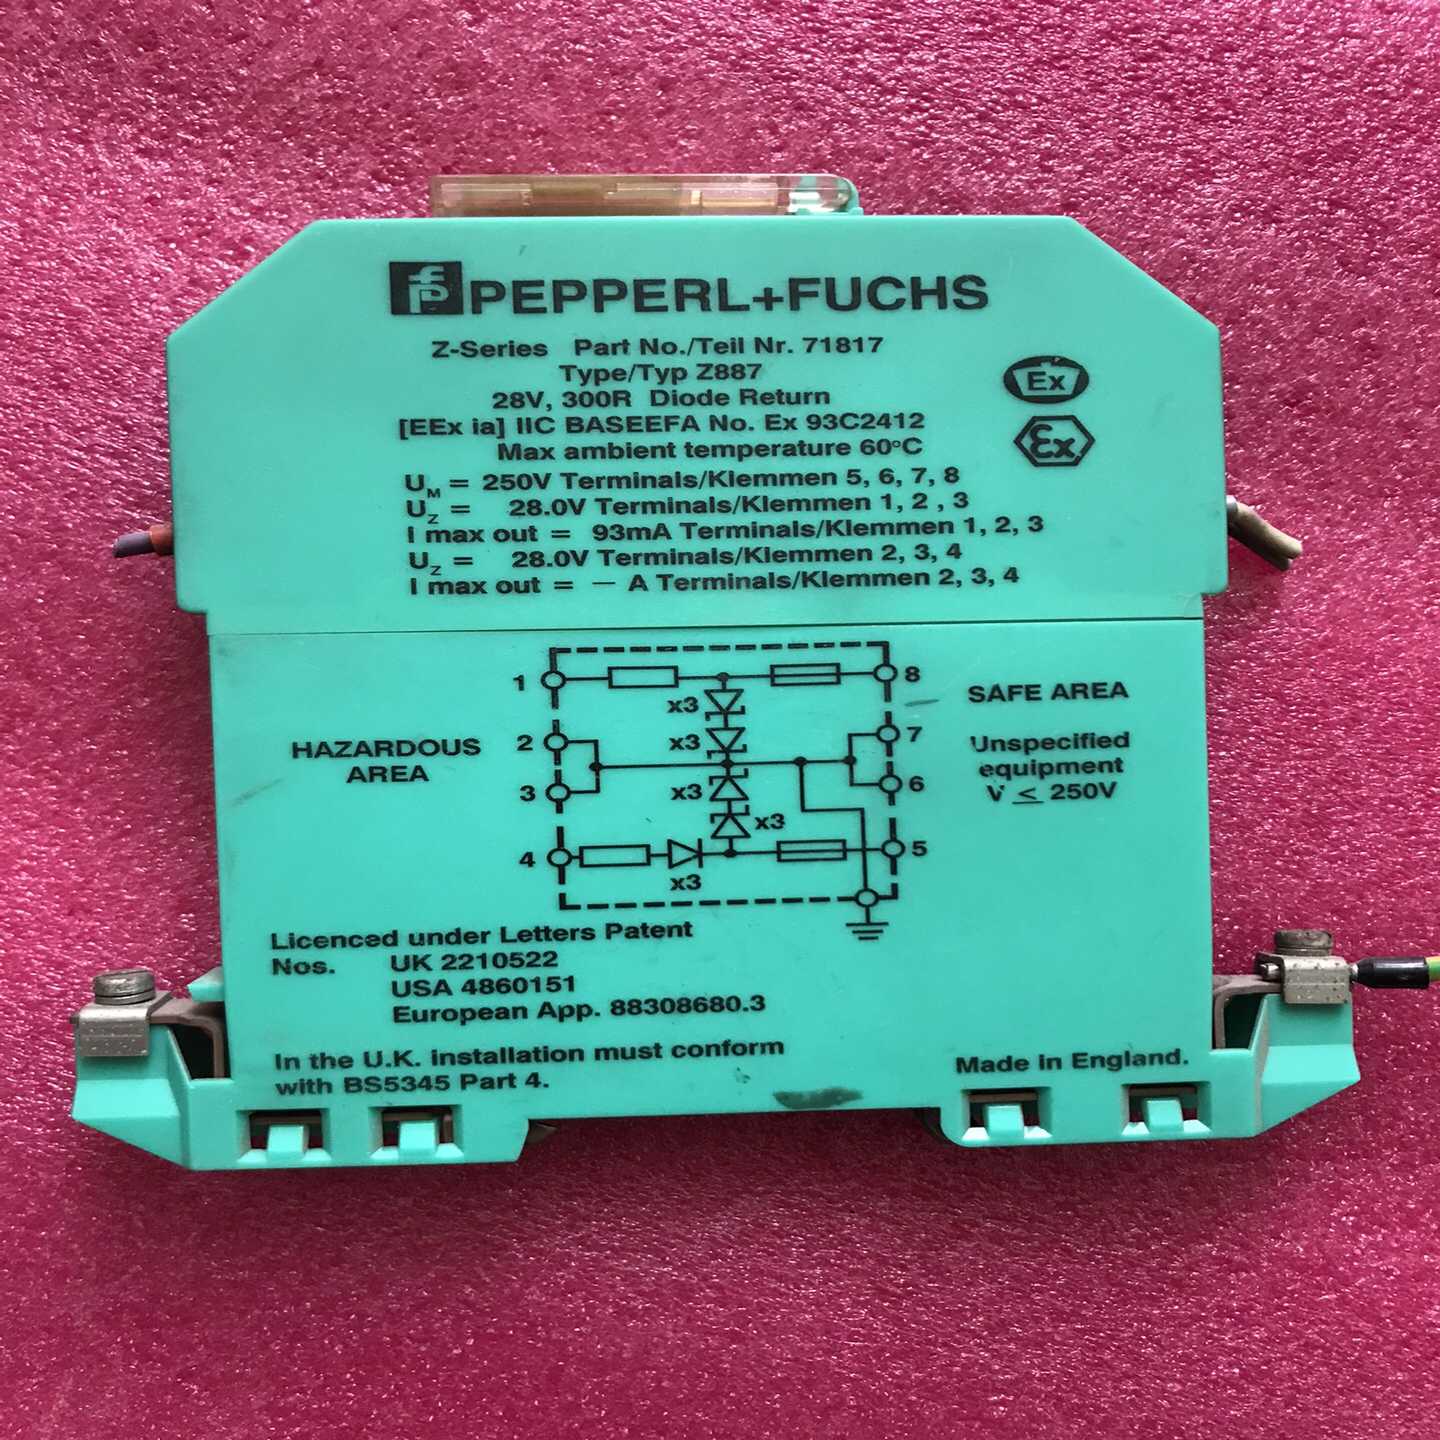 PEPPERL+FUCHS
Z-Series Part No./Teil Nr. 71817
Type/Typ Z887
28V, 300R Diode Return
[EEx ia] IIC BASEEFA No. Ex 93C2412
Max ambient temperature 60°C
Ex
Ex
UM = 250V Terminals/Klemmen 5, 6, 7, 8
UZ = 28.0V Terminals/Klemmen 1, 2 , 3
I max out = 93mA Terminals/Klemmen 1, 2, 3
UZ = 28.0V Terminals/Klemmen 2, 3, 4
I max out = — A Terminals/Klemmen 2, 3, 4
HAZARDOUS
AREA
1
2
3
4
x3
x3
x3
x3
x3
8
7
6
5
SAFE AREA
Unspecified
equipment
V ≤ 250V
Licenced under Letters Patent
Nos. UK 2210522
USA 4860151
European App. 88308680.3
In the U.K. installation must conform
with BS5345 Part 4.
Made in England.